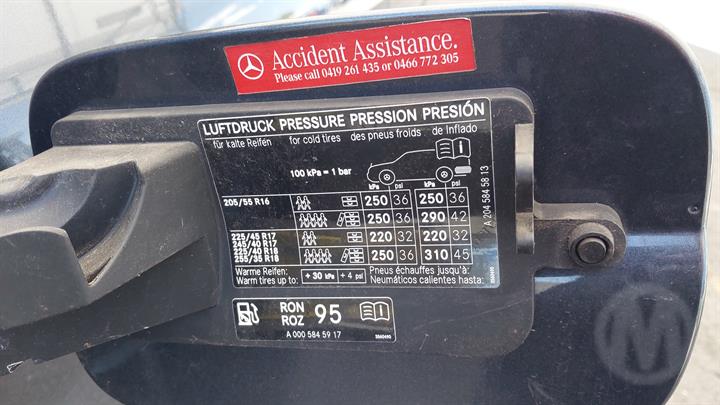 Accident Assistance.
Please call 0419 261 435 or 0466 772 305
LUFTDRUCK PRESSURE PRESSION PRESIÓN
für kalte Reifen for cold tires des pneus froids de Inflado
100 kPa = 1 bar
kPa psi kPa psi
205/55 R16 250 36 250 36
250 36 290 42
225/45 R17
245/40 R17 220 32 220 32
225/40 R18
255/35 R18 250 36 310 45
Warme Reifen: + 30 kPa + 4 psi Pneus échauffes jusqu'à:
Warm tires up to: Neumáticos calientes hasta:
A 204 584 58 13
RON
ROZ 95
A 000 584 59 17
3560490
M